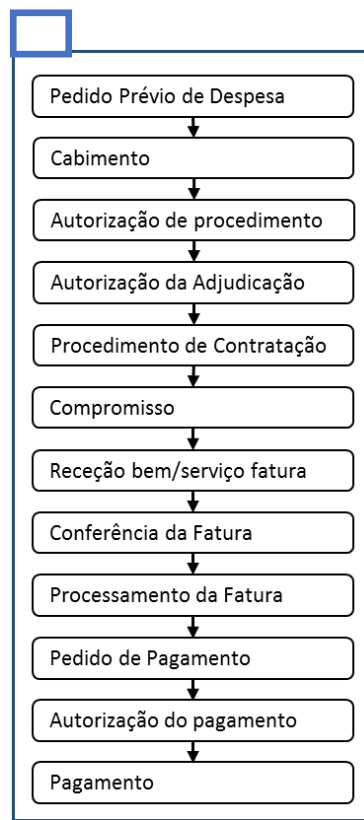 Pedido Prévio de Despesa
Cabimento
Autorização de procedimento
Autorização da Adjudicação
Procedimento de Contratação
Compromisso
Receção bem/serviço fatura
Conferência da Fatura
Processamento da Fatura
Pedido de Pagamento
Autorização do pagamento
Pagamento